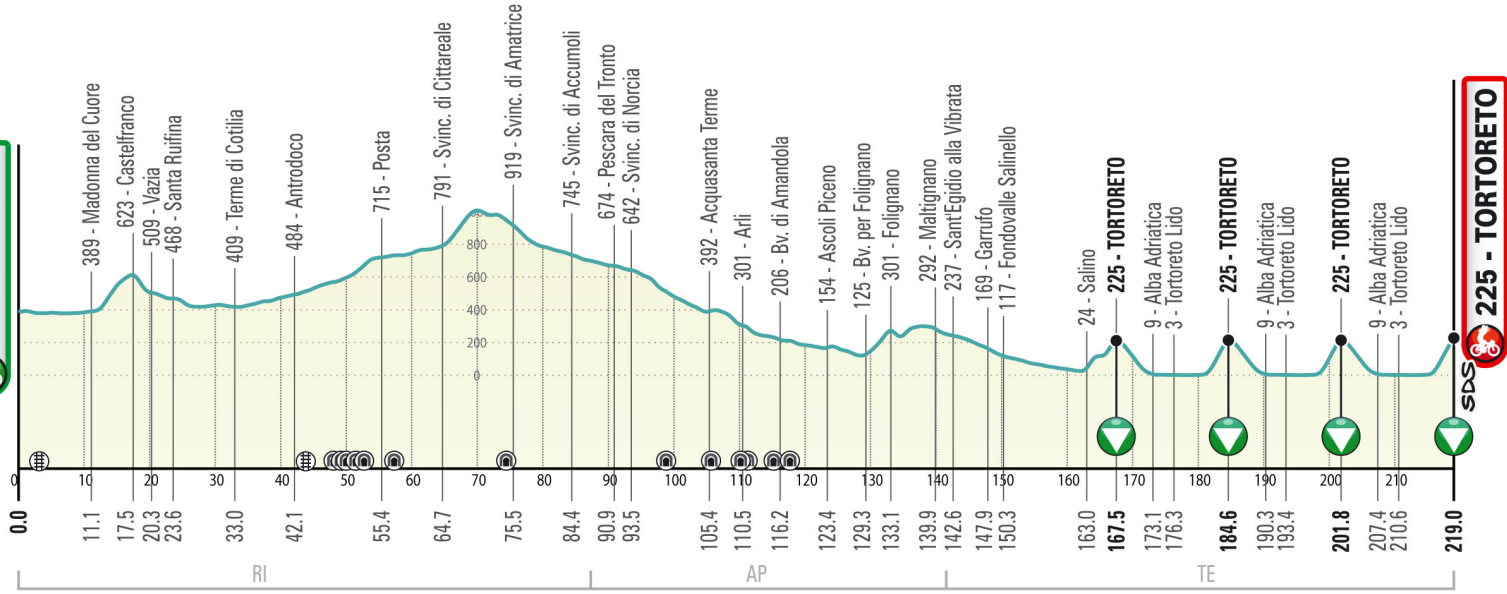 389 - Madonna del Cuore
623 - Castelfranco
509 - Vazia
468 - Santa Ruifina
409 - Terme di Cotilia
484 - Antrodoco
715 - Posta
791 - Svinc. di Cittareale
919 - Svinc. di Amatrice
745 - Svinc. di Accumoli
674 - Pescara del Tronto
642 - Svinc. di Norcia
392 - Acquasanta Terme
301 - Arli
206 - Bv. di Amandola
154 - Ascoli Piceno
125 - Bv. per Folignano
301 - Folignano
292 - Maltignano
237 - Sant'Egidio alla Vibrata
169 - Garrufo
117 - Fondovalle Salinello
24 - Salino
225 - TORTORETO
9 - Alba Adriatica
3 - Tortoreto Lido
225 - TORTORETO
9 - Alba Adriatica
3 - Tortoreto Lido
225 - TORTORETO
9 - Alba Adriatica
3 - Tortoreto Lido
225 - TORTORETO
SDS
800
600
400
200
0
0 10 20 30 40 50 60 70 80 90 100 110 120 130 140 150 160 170 180 190 200 210
0.0
11.1
17.5
20.3
23.6
33.0
42.1
55.4
64.7
75.5
84.4
90.9
93.5
105.4
110.5
116.2
123.4
129.3
133.1
139.9
142.6
147.9
150.3
163.0
167.5
173.1
176.3
184.6
190.3
193.4
201.8
207.4
210.6
219.0
RI AP TE